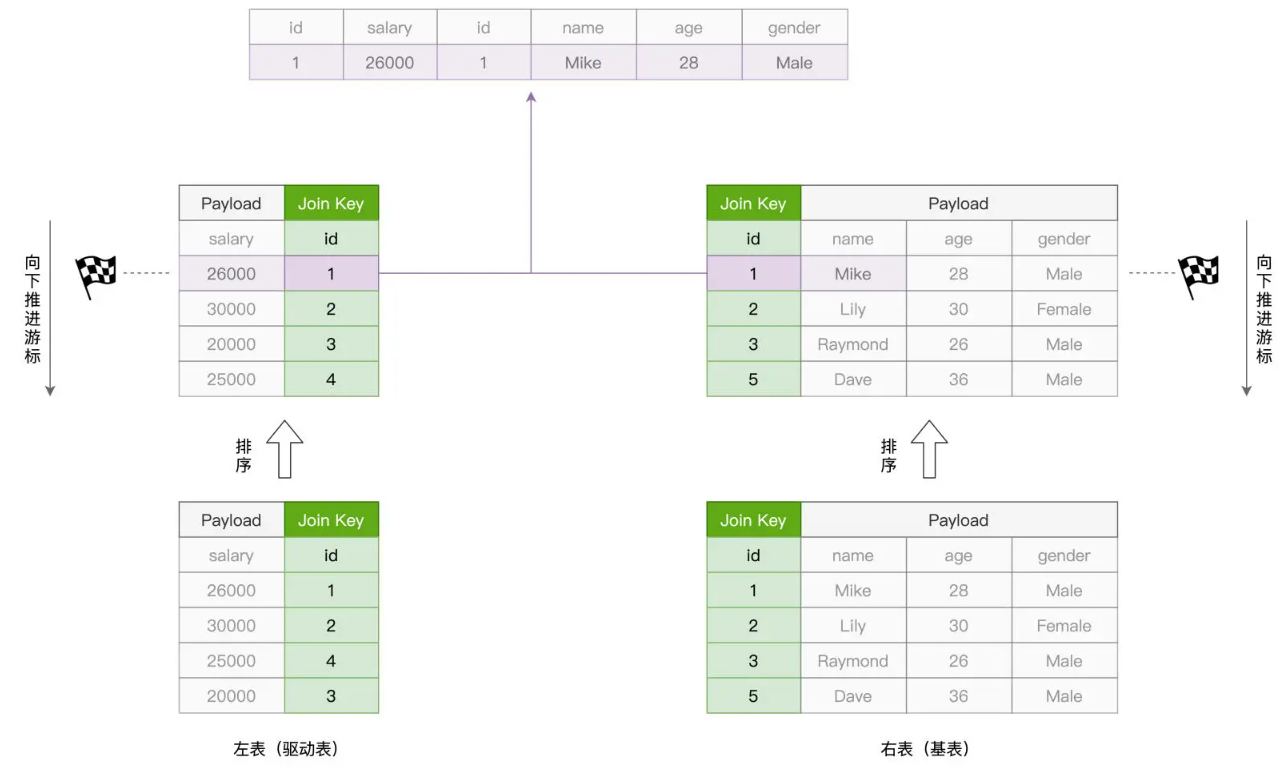 id salary id name age gender
1 26000 1 Mike 28 Male
Payload Join Key
salary id
26000 1
30000 2
20000 3
25000 4
Join Key Payload
id name age gender
1 Mike 28 Male
2 Lily 30 Female
3 Raymond 26 Male
5 Dave 36 Male
向下推进游标
向下推进游标
排序
排序
Payload Join Key
salary id
26000 1
30000 2
25000 4
20000 3
左表（驱动表）
Join Key Payload
id name age gender
1 Mike 28 Male
2 Lily 30 Female
3 Raymond 26 Male
5 Dave 36 Male
右表（基表）